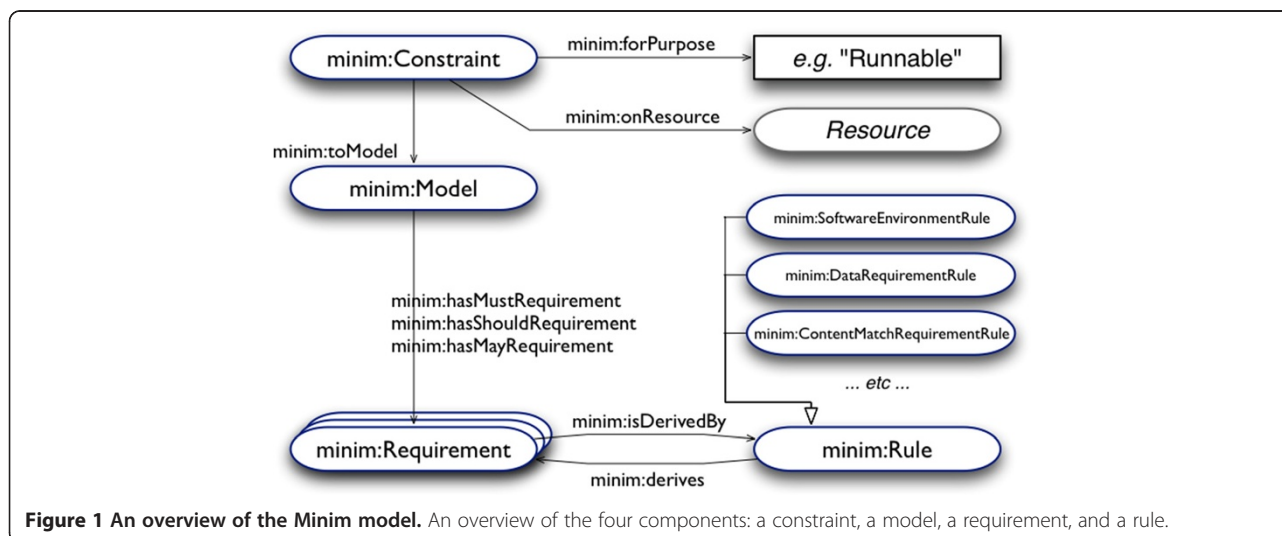 minim:Constraint
minim:forPurpose
e.g. "Runnable"
minim:onResource
Resource
minim:toModel
minim:Model
minim:SoftwareEnvironmentRule
minim:DataRequirementRule
minim:ContentMatchRequirementRule
... etc ...
minim:hasMustRequirement
minim:hasShouldRequirement
minim:hasMayRequirement
minim:Requirement
minim:isDerivedBy
minim:derives
minim:Rule
Figure 1 An overview of the Minim model. An overview of the four components: a constraint, a model, a requirement, and a rule.